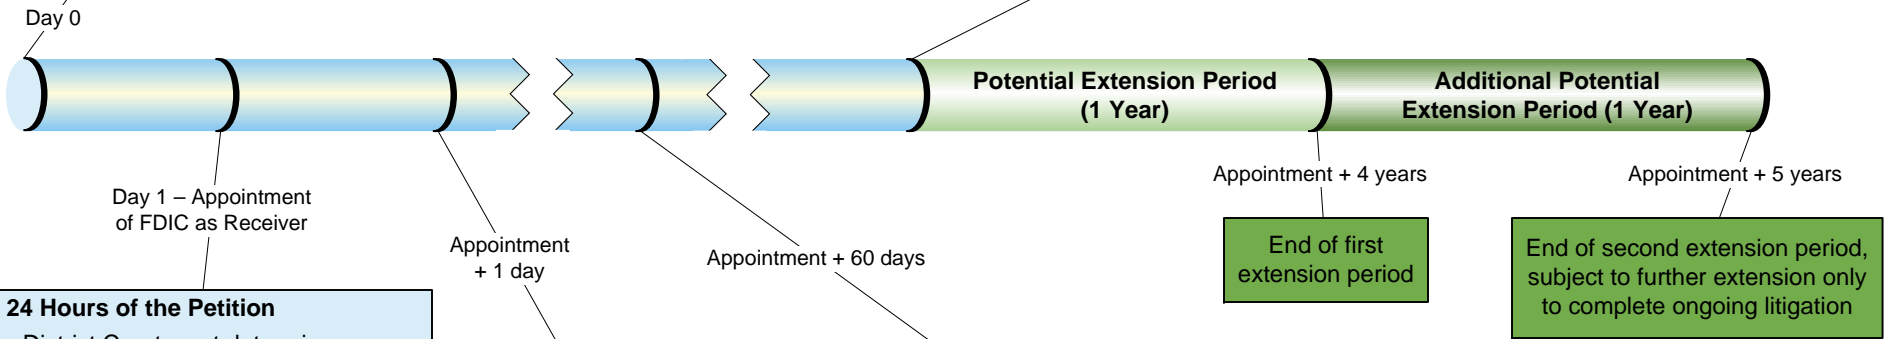 Day 0
Potential Extension Period
(1 Year)
Additional Potential
Extension Period (1 Year)
Day 1 – Appointment
of FDIC as Receiver
Appointment
+ 1 day
Appointment + 60 days
Appointment + 4 years
Appointment + 5 years
End of first
extension period
End of second extension period,
subject to further extension only
to complete ongoing litigation
24 Hours of the Petition